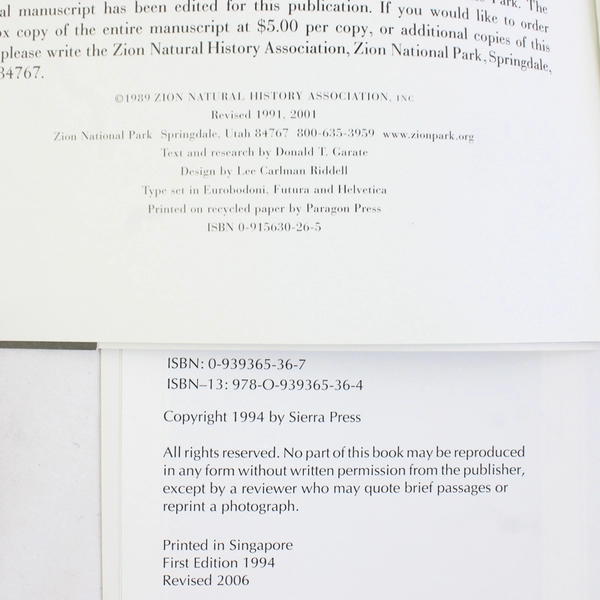 Park. The
al manuscript has been edited for this publication. If you would like to order
ox copy of the entire manuscript at $5.00 per copy, or additional copies of this
please write the Zion Natural History Association, Zion National Park, Springdale,
84767.
©1989 ZION NATURAL HISTORY ASSOCIATION, INC
Revised 1991, 2001
Zion National Park Springdale, Utah 84767 800-635-3959 www.zionpark.org
Text and research by Donald T. Garate
Design by Lee Carlman Riddell
Type set in Eurobodoni, Futura and Helvetica
Printed on recycled paper by Paragon Press
ISBN 0-915630-26-5
ISBN: 0-939365-36-7
ISBN–13: 978-O-939365-36-4
Copyright 1994 by Sierra Press
All rights reserved. No part of this book may be reproduced
in any form without written permission from the publisher,
except by a reviewer who may quote brief passages or
reprint a photograph.
Printed in Singapore
First Edition 1994
Revised 2006